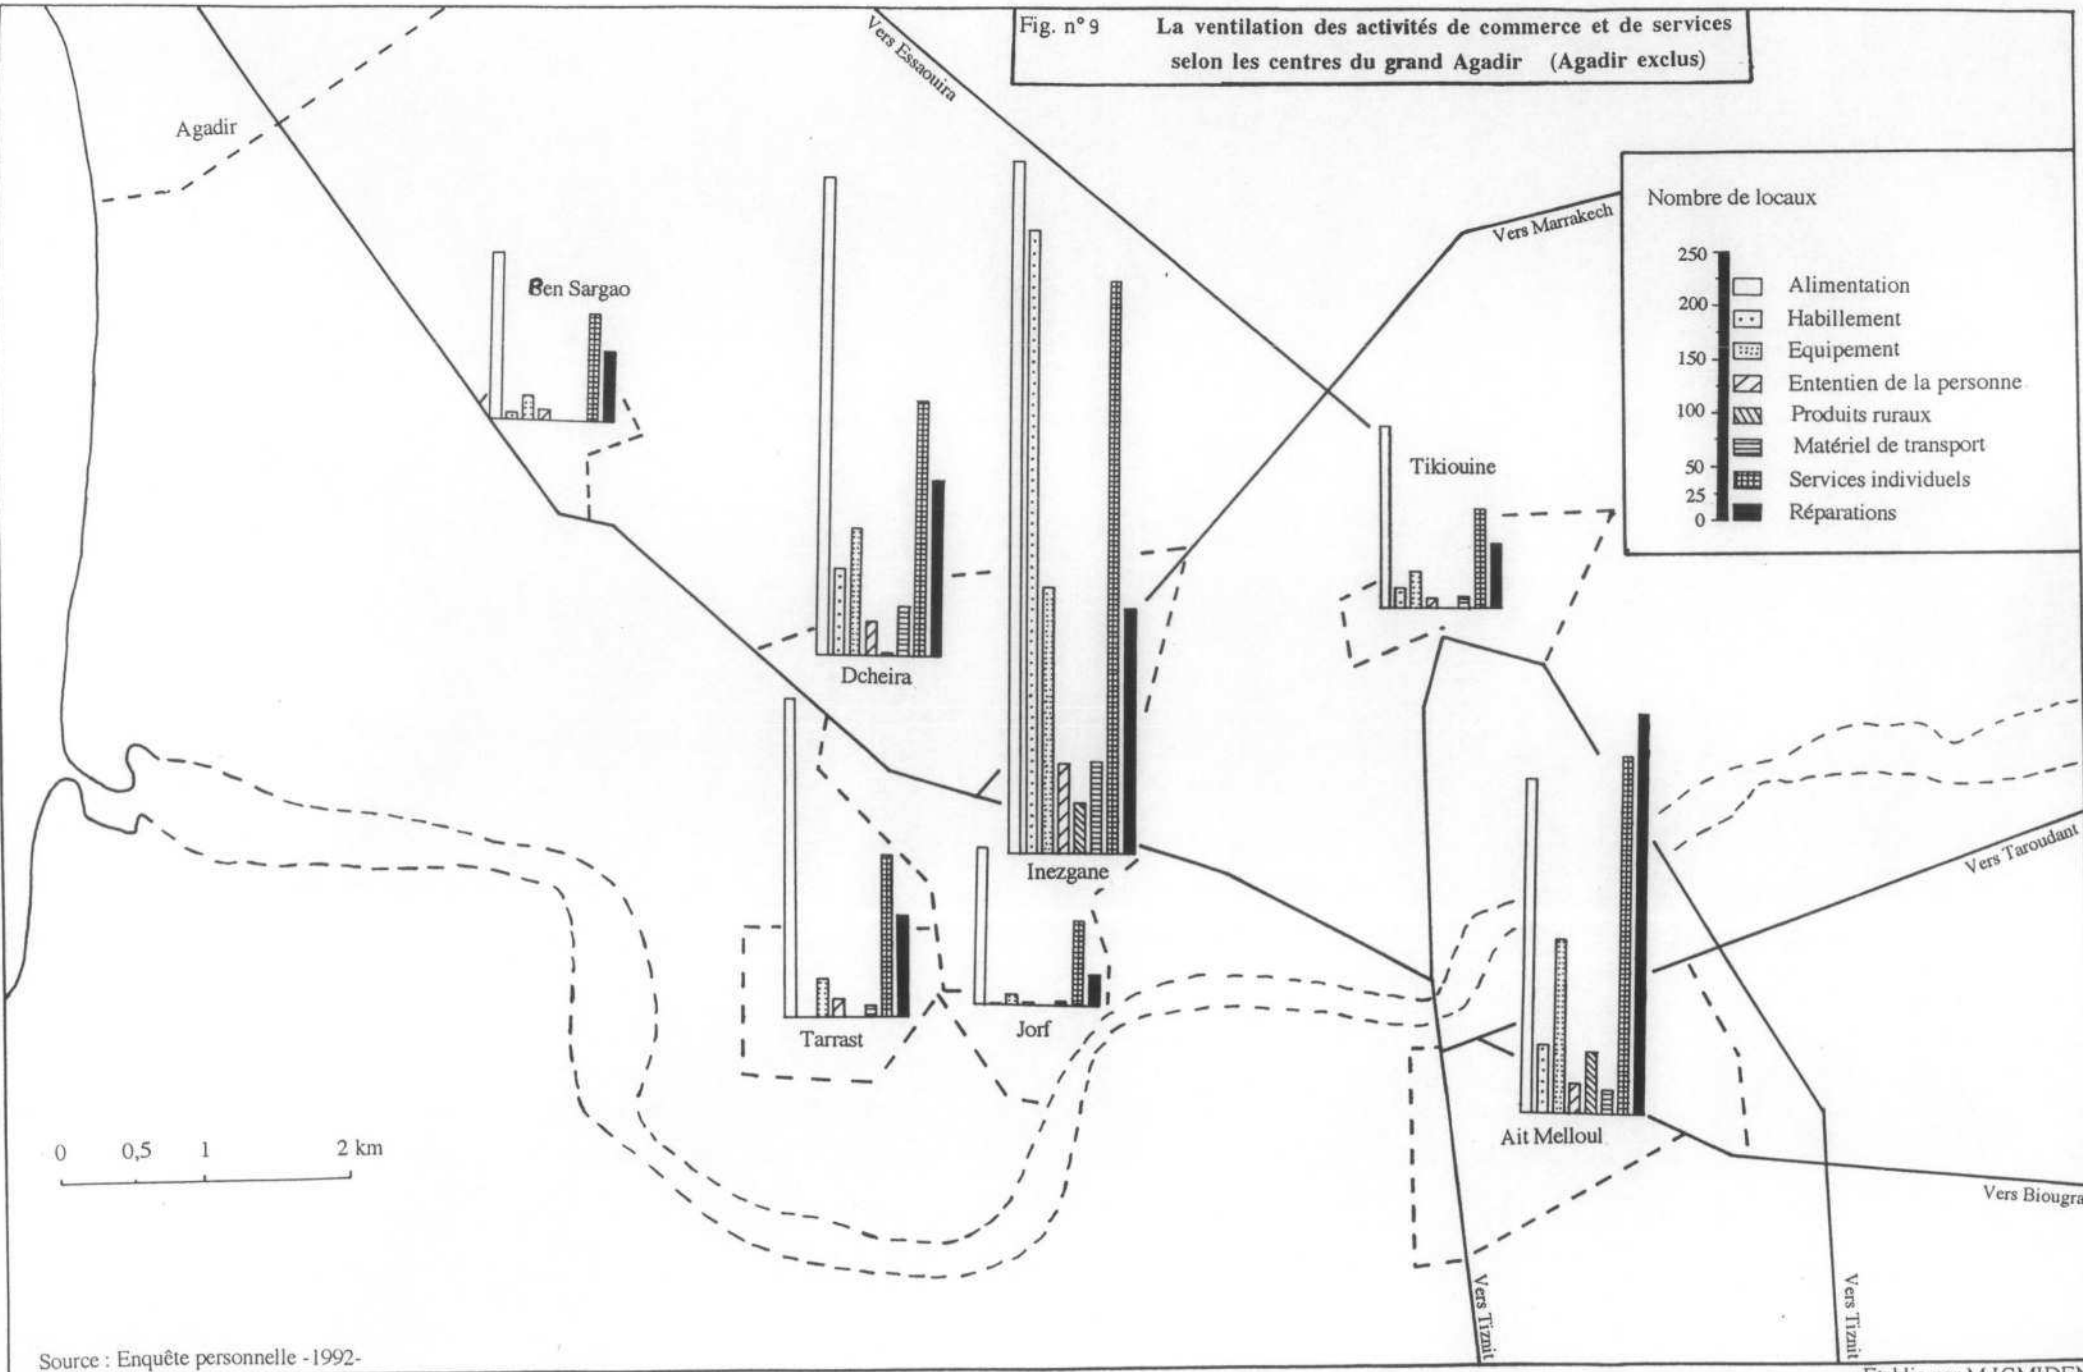 Fig. n° 9 La ventilation des activités de commerce et de services
selon les centres du grand Agadir (Agadir exclus)
Vers Essaouira
Agadir
Vers Marrakech
Nombre de locaux
250
200
150
100
50
25
0
Alimentation
Habillement
Equipement
Ententien de la personne
Produits ruraux
Matériel de transport
Services individuels
Réparations
Ben Sargao
Tikiouine
Dcheira
Inezgane
Vers Taroudant
Tarrast
Jorf
Ait Melloul
0 0,5 1 2 km
Vers Biougra
Vers Tiznit
Vers Tiznit
Source : Enquête personnelle -1992-